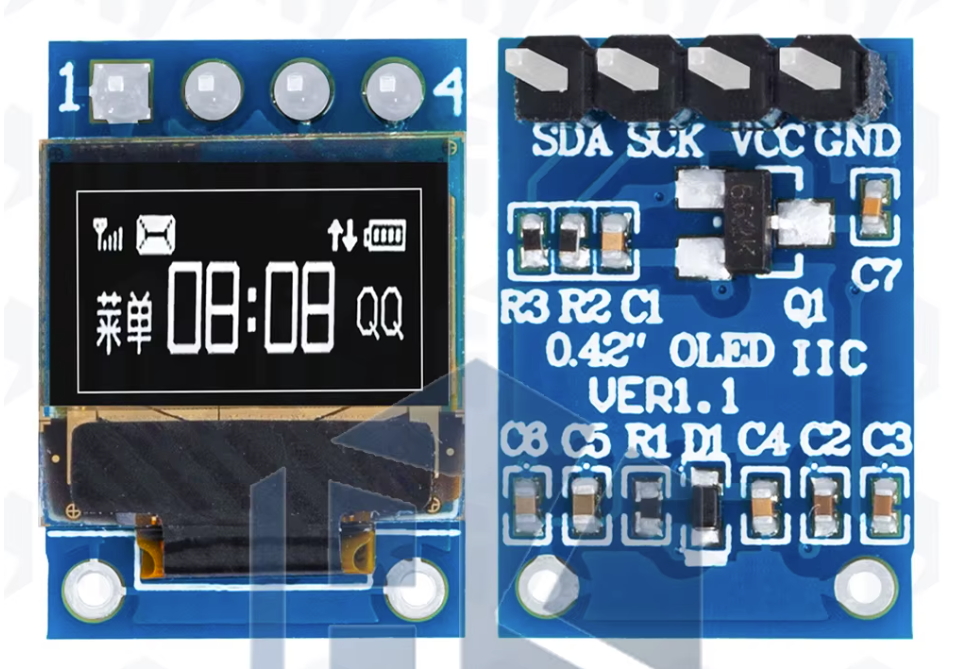 1 4
菜单 08:08 QQ
SDA SCK VCC GND
662K
C7
R3 R2 C1 Q1
0.42" OLED IIC
VER1.1
C6 C5 R1 D1 C4 C2 C3